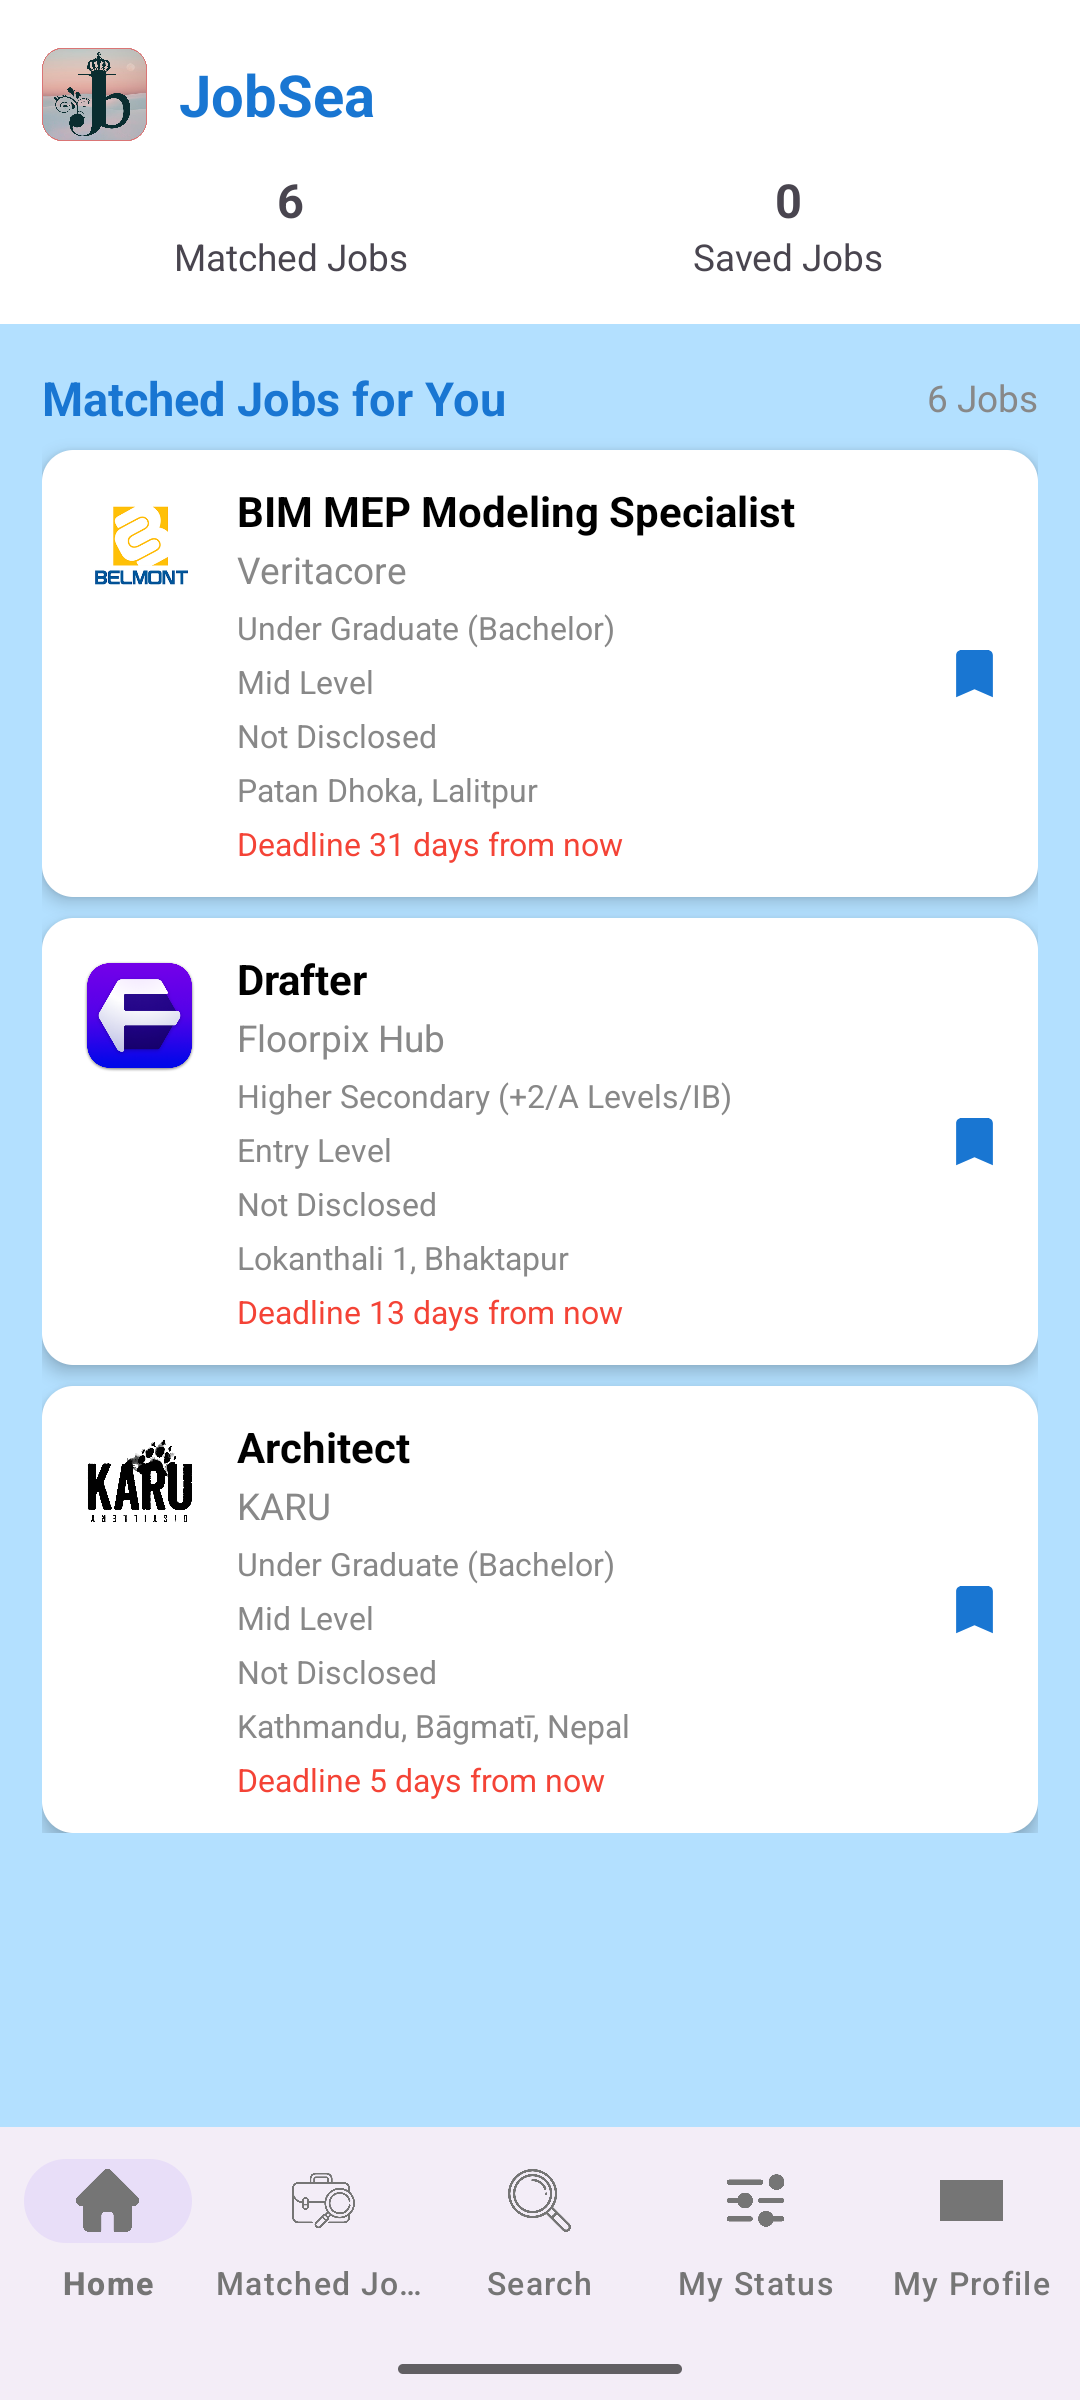 JobSea
6
Matched Jobs
0
Saved Jobs
Matched Jobs for You
6 Jobs
BELMONT
BIM MEP Modeling Specialist
Veritacore
Under Graduate (Bachelor)
Mid Level
Not Disclosed
Patan Dhoka, Lalitpur
Deadline 31 days from now
Drafter
Floorpix Hub
Higher Secondary (+2/A Levels/IB)
Entry Level
Not Disclosed
Lokanthali 1, Bhaktapur
Deadline 13 days from now
KARU
DISTILLERY
Architect
KARU
Under Graduate (Bachelor)
Mid Level
Not Disclosed
Kathmandu, Bāgmatī, Nepal
Deadline 5 days from now
Home
Matched Jo...
Search
My Status
My Profile